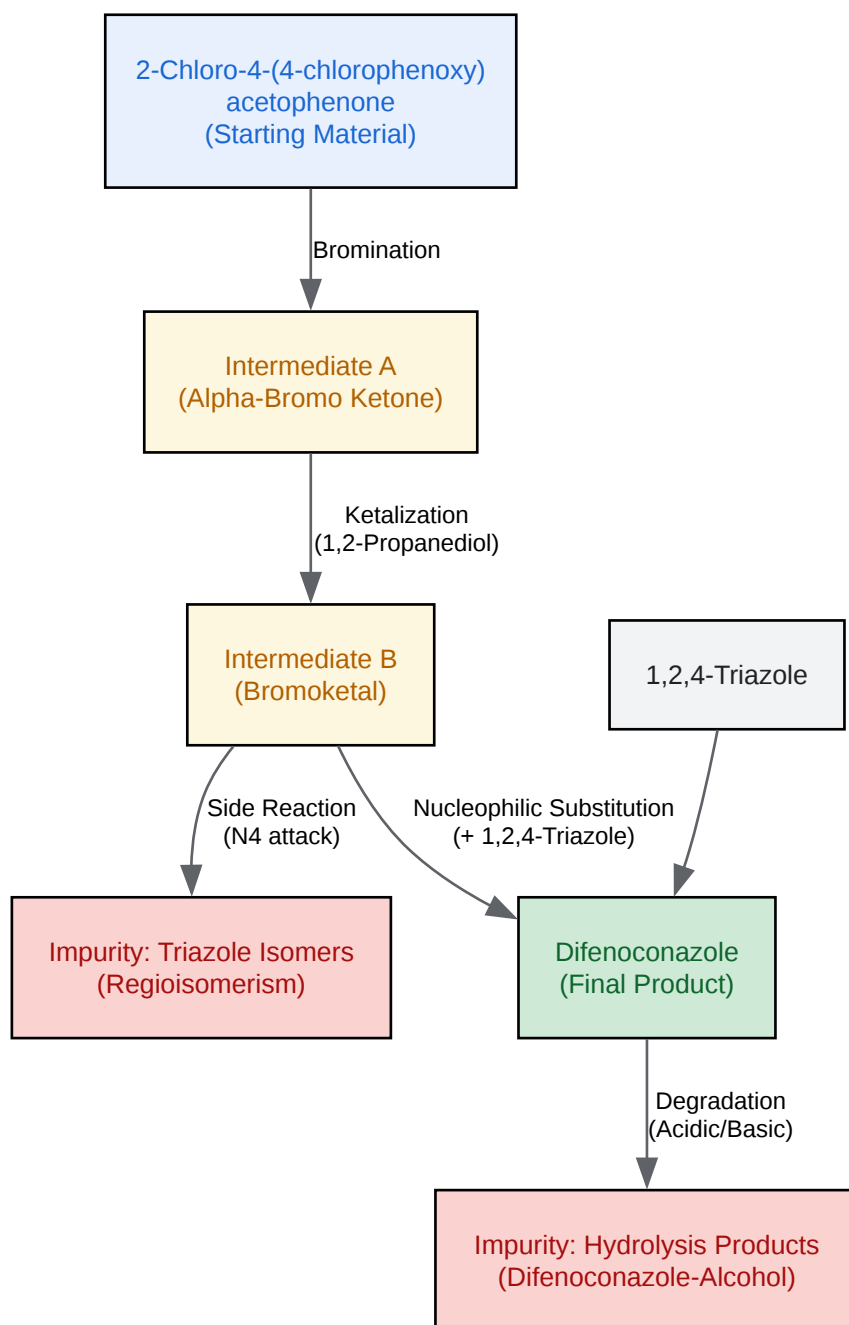 2-Chloro-4-(4-chlorophenoxy)
acetophenone
(Starting Material)
Bromination
Intermediate A
(Alpha-Bromo Ketone)
Ketalization
(1,2-Propanediol)
Intermediate B
(Bromoketal)
1,2,4-Triazole
Side Reaction
(N4 attack)
Nucleophilic Substitution
(+ 1,2,4-Triazole)
Impurity: Triazole Isomers
(Regioisomerism)
Difenoconazole
(Final Product)
Degradation
(Acidic/Basic)
Impurity: Hydrolysis Products
(Difenoconazole-Alcohol)